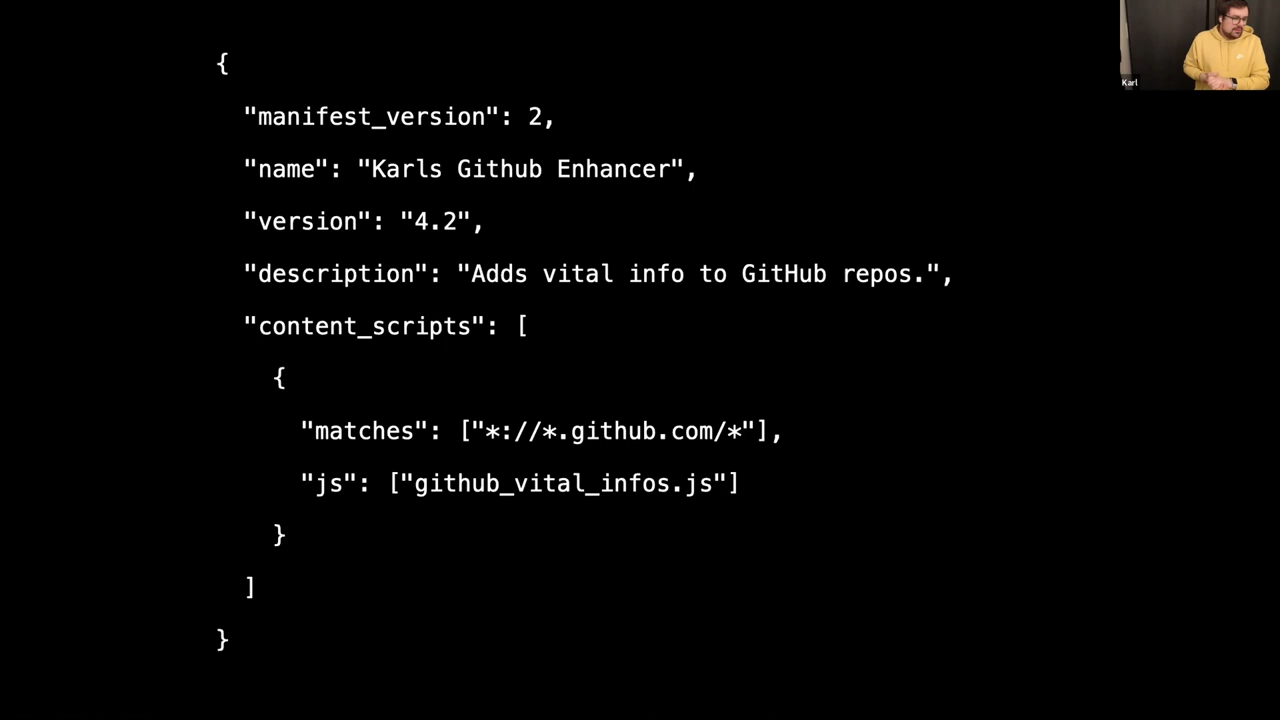 {
"manifest_version": 2,
"name": "Karls Github Enhancer",
"version": "4.2",
"description": "Adds vital info to GitHub repos.",
"content_scripts": [
{
"matches": ["*://*.github.com/*"],
"js": ["github_vital_infos.js"]
}
]
}
Karl